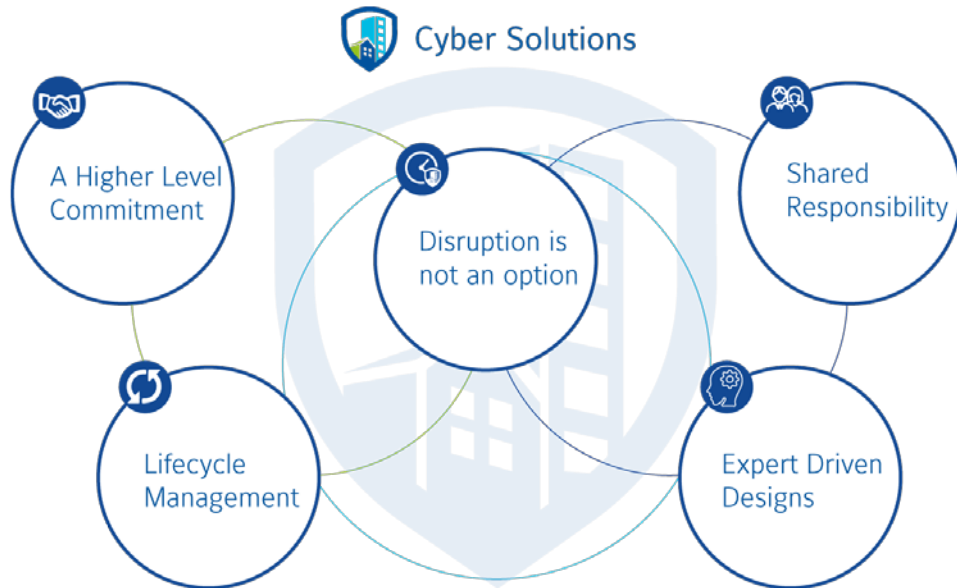 Cyber Solutions
A Higher Level
Commitment
Disruption is
not an option
Shared
Responsibility
Lifecycle
Management
Expert Driven
Designs